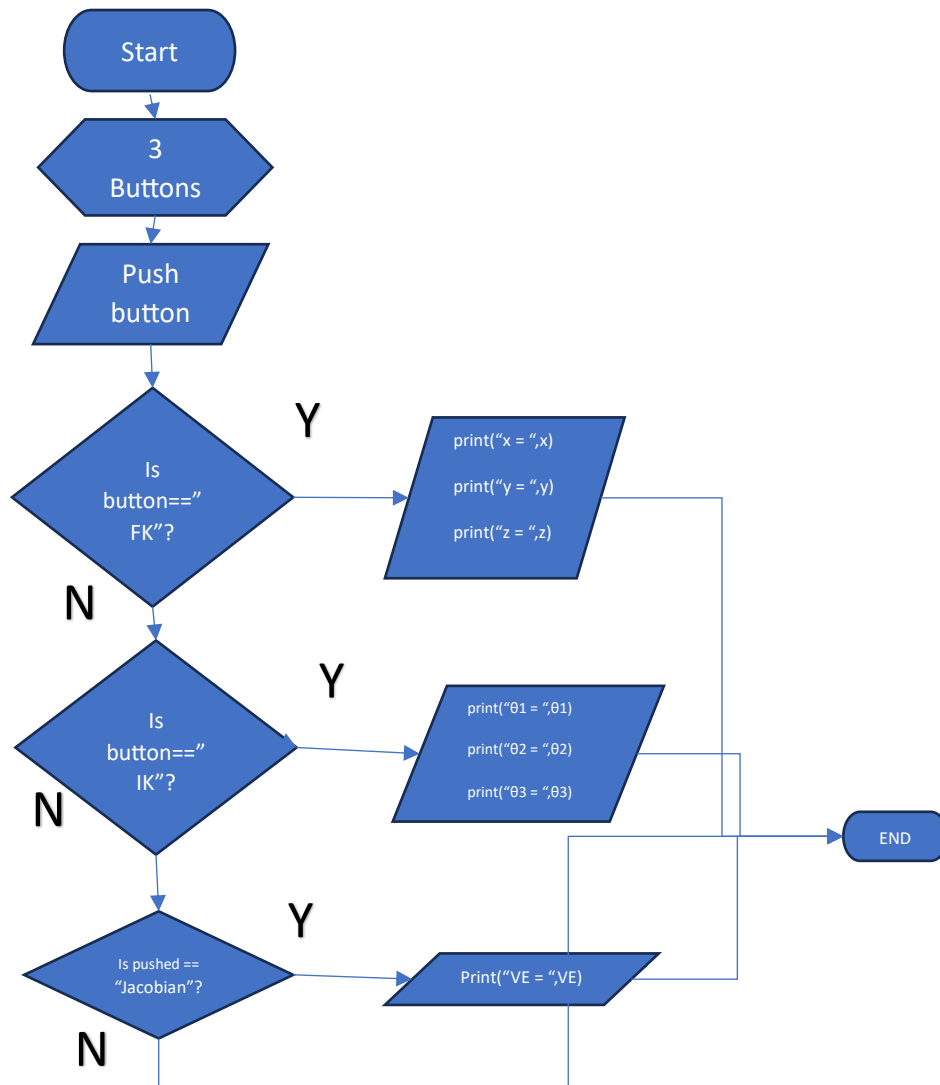 Start
3
Buttons
Push
button
Y
Is
button==”
FK”?
print(“x = “,x)
print(“y = “,y)
print(“z = “,z)
N
Y
Is
button==”
IK”?
print(“θ1 = “,θ1)
print(“θ2 = “,θ2)
print(“θ3 = “,θ3)
N
END
Y
Is pushed ==
“Jacobian”?
Print(“VE = “,VE)
N